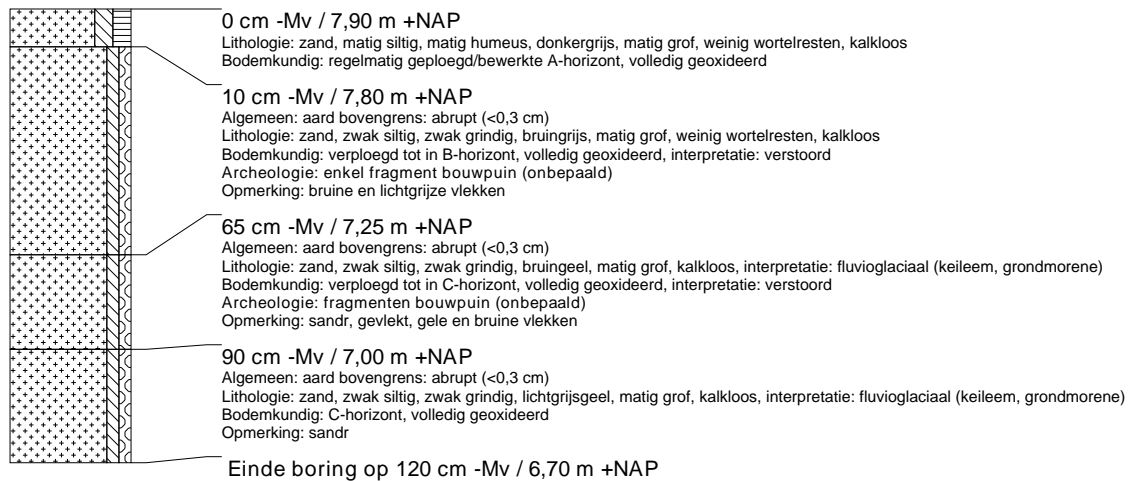 0 cm -Mv / 7,90 m +NAP
Lithologie: zand, matig siltig, matig humeus, donkergrijs, matig grof, weinig wortelresten, kalkloos
Bodemkundig: regelmatig geploegd/bewerkte A-horizont, volledig geoxideerd
10 cm -Mv / 7,80 m +NAP
Algemeen: aard bovengrens: abrupt (<0,3 cm)
Lithologie: zand, zwak siltig, zwak grindig, bruingrijs, matig grof, weinig wortelresten, kalkloos
Bodemkundig: verploegd tot in B-horizont, volledig geoxideerd, interpretatie: verstoord
Archeologie: enkel fragment bouwpuin (onbepaald)
Opmerking: bruine en lichtgrijze vlekken
65 cm -Mv / 7,25 m +NAP
Algemeen: aard bovengrens: abrupt (<0,3 cm)
Lithologie: zand, zwak siltig, zwak grindig, bruingeel, matig grof, kalkloos, interpretatie: fluvioglaciaal (keileem, grondmorene)
Bodemkundig: verploegd tot in C-horizont, volledig geoxideerd, interpretatie: verstoord
Archeologie: fragmenten bouwpuin (onbepaald)
Opmerking: sandr, gevlekt, gele en bruine vlekken
90 cm -Mv / 7,00 m +NAP
Algemeen: aard bovengrens: abrupt (<0,3 cm)
Lithologie: zand, zwak siltig, zwak grindig, lichtgrijsgeel, matig grof, kalkloos, interpretatie: fluvioglaciaal (keileem, grondmorene)
Bodemkundig: C-horizont, volledig geoxideerd
Opmerking: sandr
Einde boring op 120 cm -Mv / 6,70 m +NAP